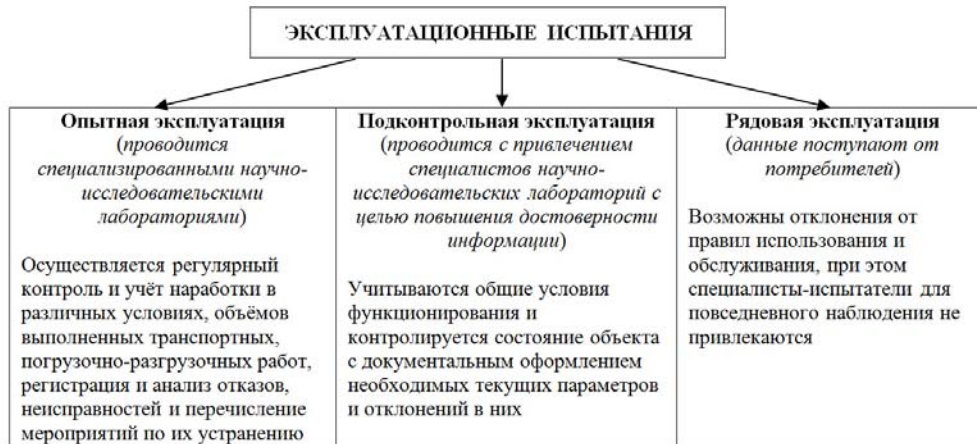 ЭКСПЛУАТАЦИОННЫЕ ИСПЫТАНИЯ
Опытная эксплуатация
(проводится
специализированными научно-
исследовательскими
лабораториями)
Осуществляется регулярный
контроль и учёт наработки в
различных условиях, объёмов
выполненных транспортных,
погрузочно-разгрузочных работ,
регистрация и анализ отказов,
неисправностей и перечисление
мероприятий по их устранению
Подконтрольная эксплуатация
(проводится с привлечением
специалистов научно-
исследовательских лабораторий с
целью повышения достоверности
информации)
Учитываются общие условия
функционирования и
контролируется состояние объекта
с документальным оформлением
необходимых текущих параметров
и отклонений в них
Рядовая эксплуатация
(данные поступают от
потребителей)
Возможны отклонения от
правил использования и
обслуживания, при этом
специалисты-испытатели для
повседневного наблюдения не
привлекаются